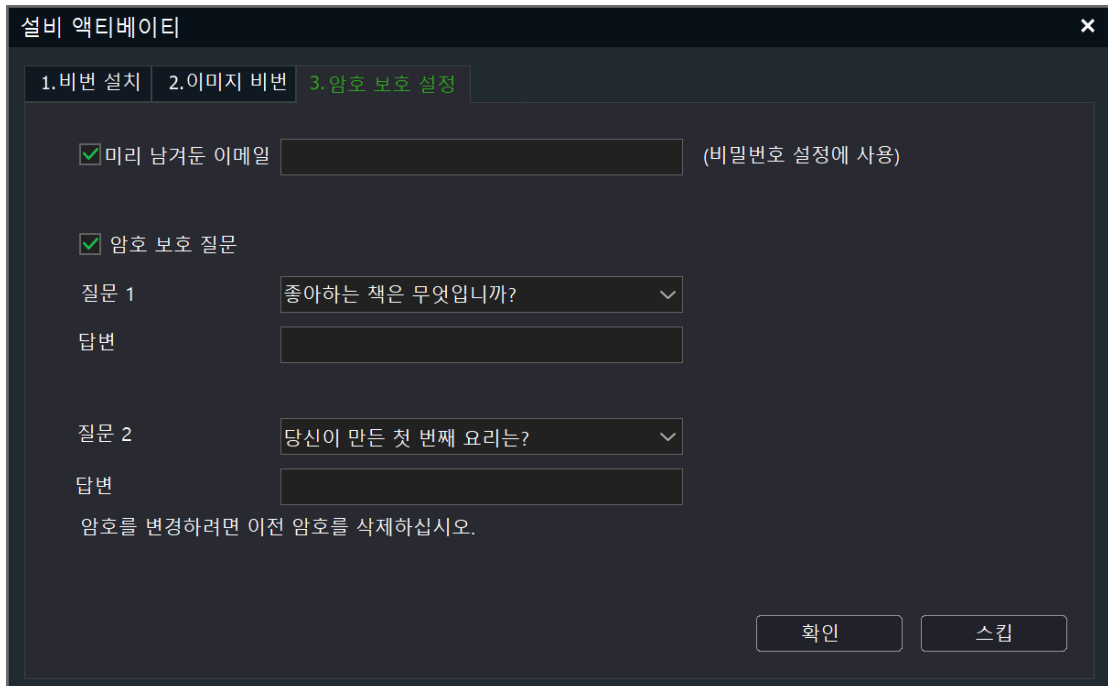 설비 액티베이티
1.비번 설치 2.이미지 비번 3.암호 보호 설정
미리 남겨둔 이메일 (비밀번호 설정에 사용)
암호 보호 질문
질문 1 좋아하는 책은 무엇입니까?
답변
질문 2 당신이 만든 첫 번째 요리는?
답변
암호를 변경하려면 이전 암호를 삭제하십시오.
확인 스킵